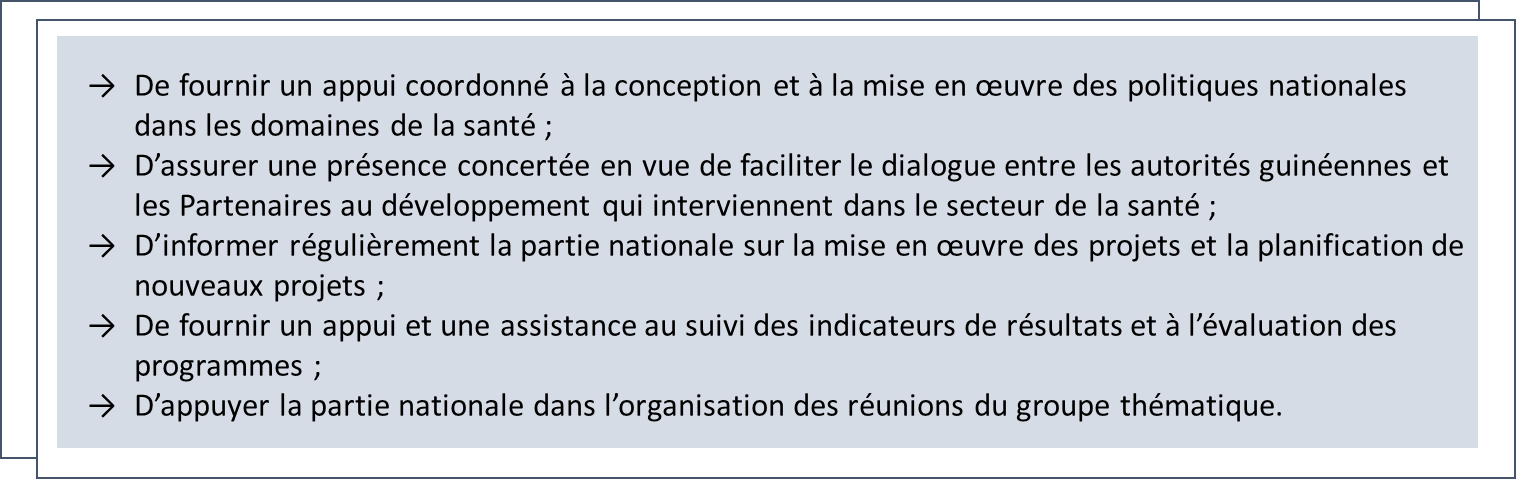 → De fournir un appui coordonné à la conception et à la mise en œuvre des politiques nationales
dans les domaines de la santé ;
→ D’assurer une présence concertée en vue de faciliter le dialogue entre les autorités guinéennes et
les Partenaires au développement qui interviennent dans le secteur de la santé ;
→ D’informer régulièrement la partie nationale sur la mise en œuvre des projets et la planification de
nouveaux projets ;
→ De fournir un appui et une assistance au suivi des indicateurs de résultats et à l’évaluation des
programmes ;
→ D’appuyer la partie nationale dans l’organisation des réunions du groupe thématique.